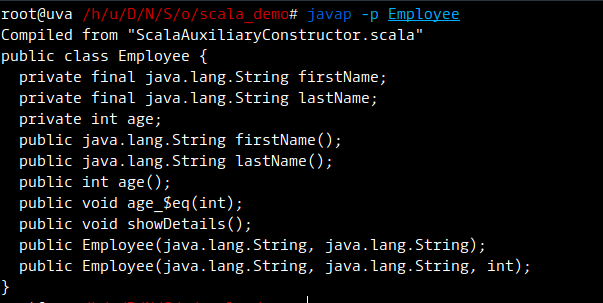 root@uva /h/u/D/N/S/o/scala_demo# javap -p Employee
Compiled from "ScalaAuxiliaryConstructor.scala"
public class Employee {
  private final java.lang.String firstName;
  private final java.lang.String lastName;
  private int age;
  public java.lang.String firstName();
  public java.lang.String lastName();
  public int age();
  public void age_$eq(int);
  public void showDetails();
  public Employee(java.lang.String, java.lang.String);
  public Employee(java.lang.String, java.lang.String, int);
}